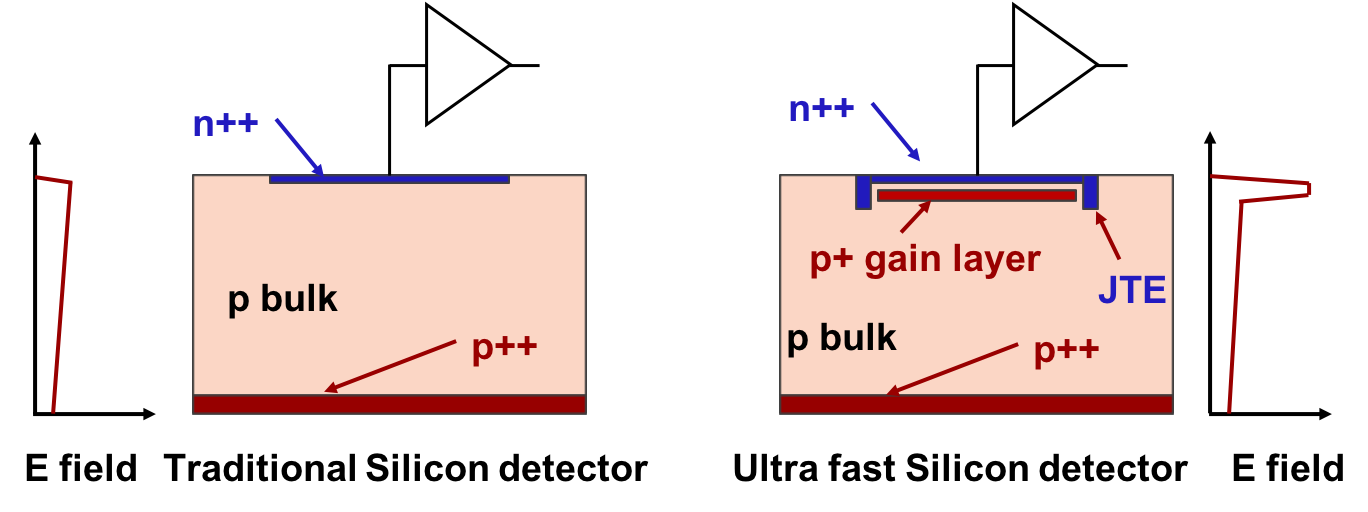 n++
p bulk
p++
E field
Traditional Silicon detector
n++
p+ gain layer
JTE
p bulk
p++
Ultra fast Silicon detector
E field